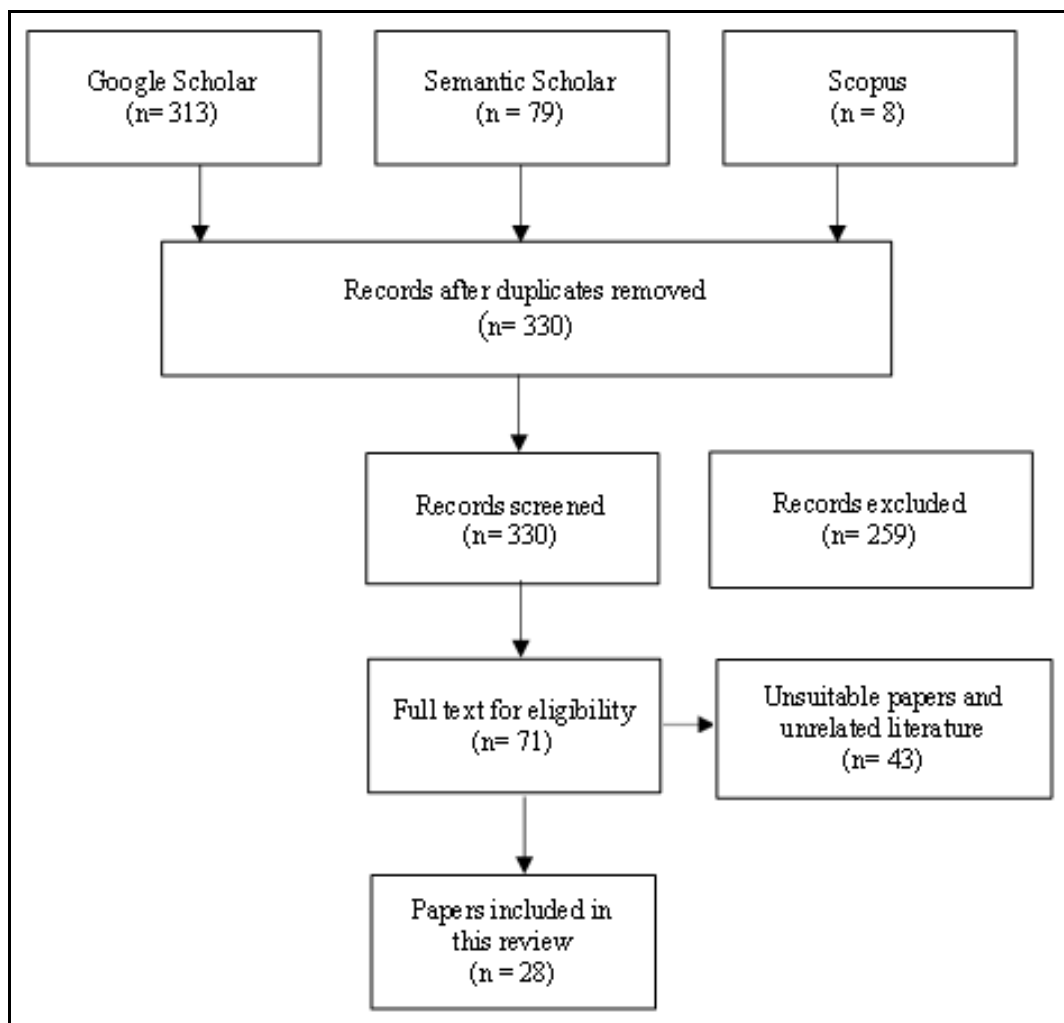 Google Scholar
(n= 313)
Semantic Scholar
(n = 79)
Scopus
(n = 8)
Records after duplicates removed
(n= 330)
Records screened
(n= 330)
Records excluded
(n= 259)
Full text for eligibility
(n= 71)
Unsuitable papers and
unrelated literature
(n= 43)
Papers included in
this review
(n = 28)